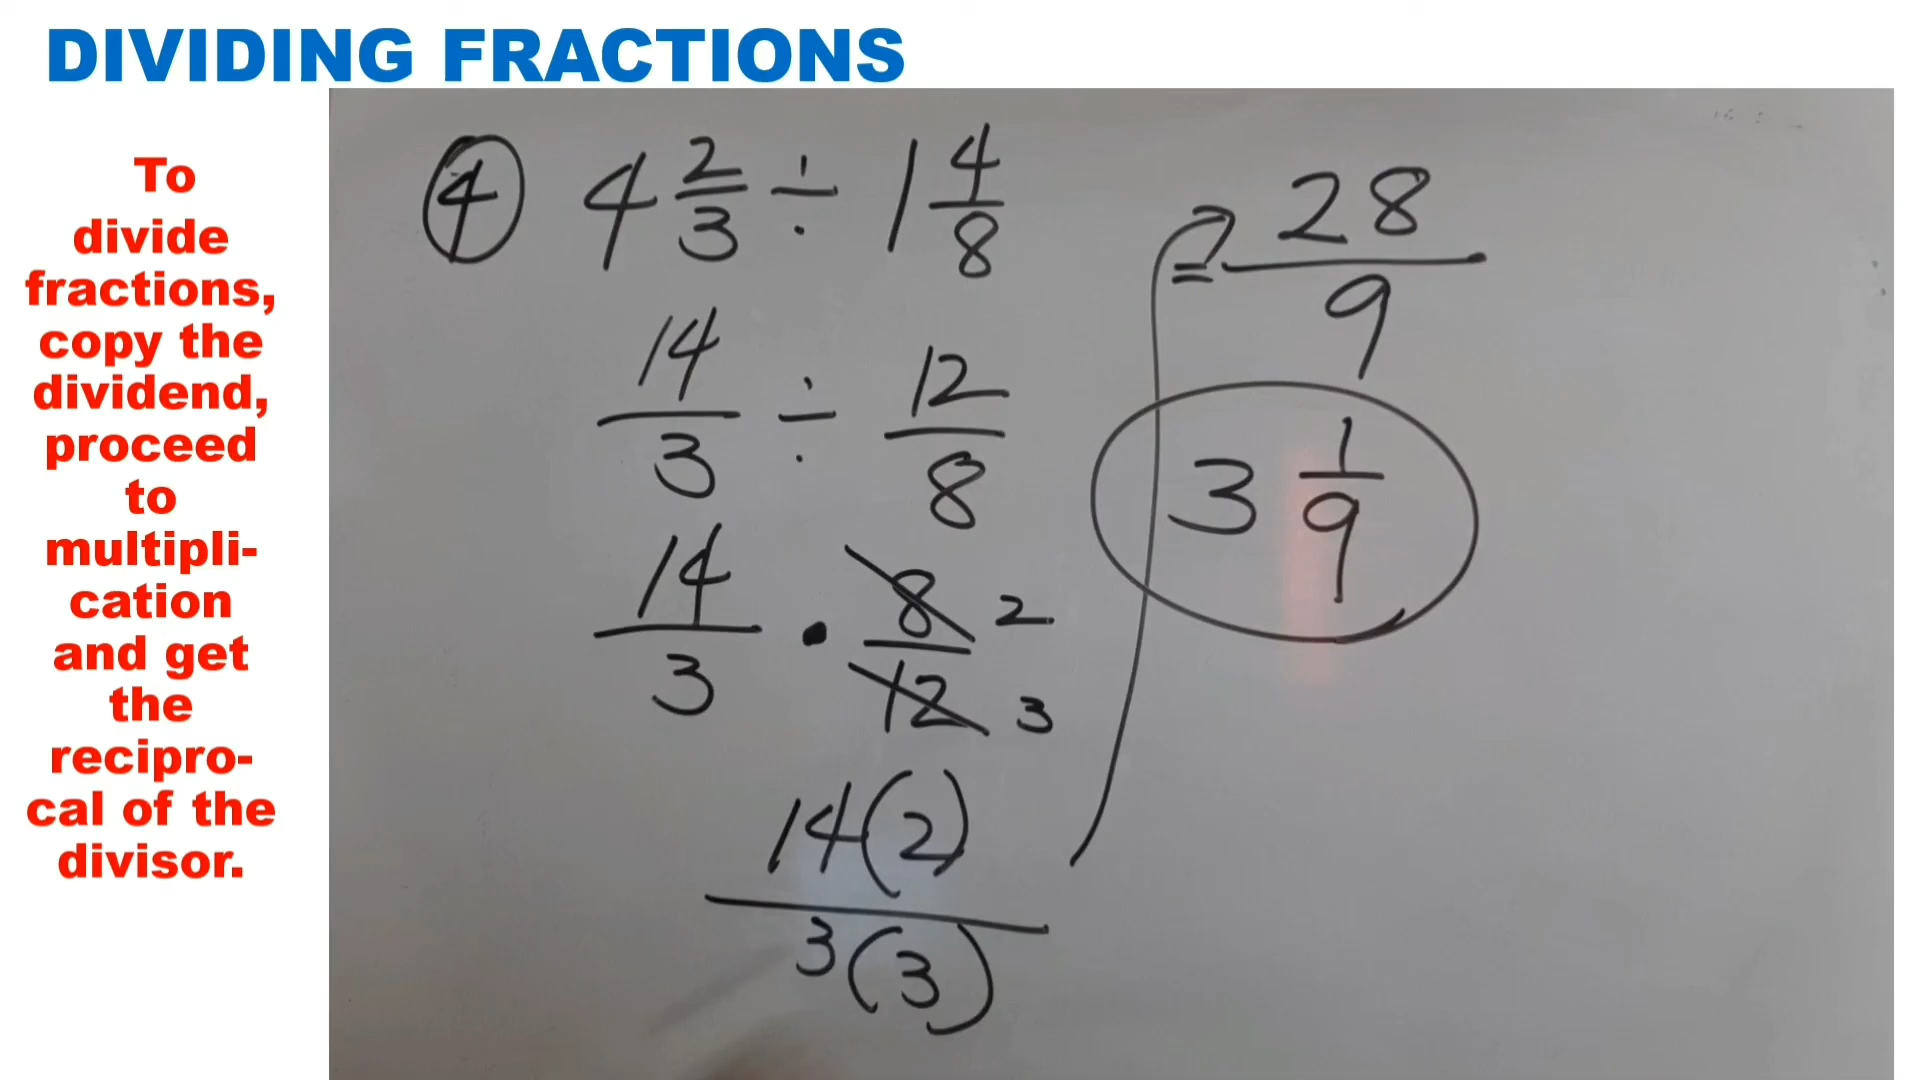 DIVIDING FRACTIONS
To
divide
fractions,
copy the
dividend,
proceed
to
multipli-
cation
and get
the
recipro-
cal of the
divisor.
4 4 2/3 ÷ 1 4/8
14/3 ÷ 12/8
14/3 • 8/12 2 3
14(2)/3(3)
= 28/9
3 1/9